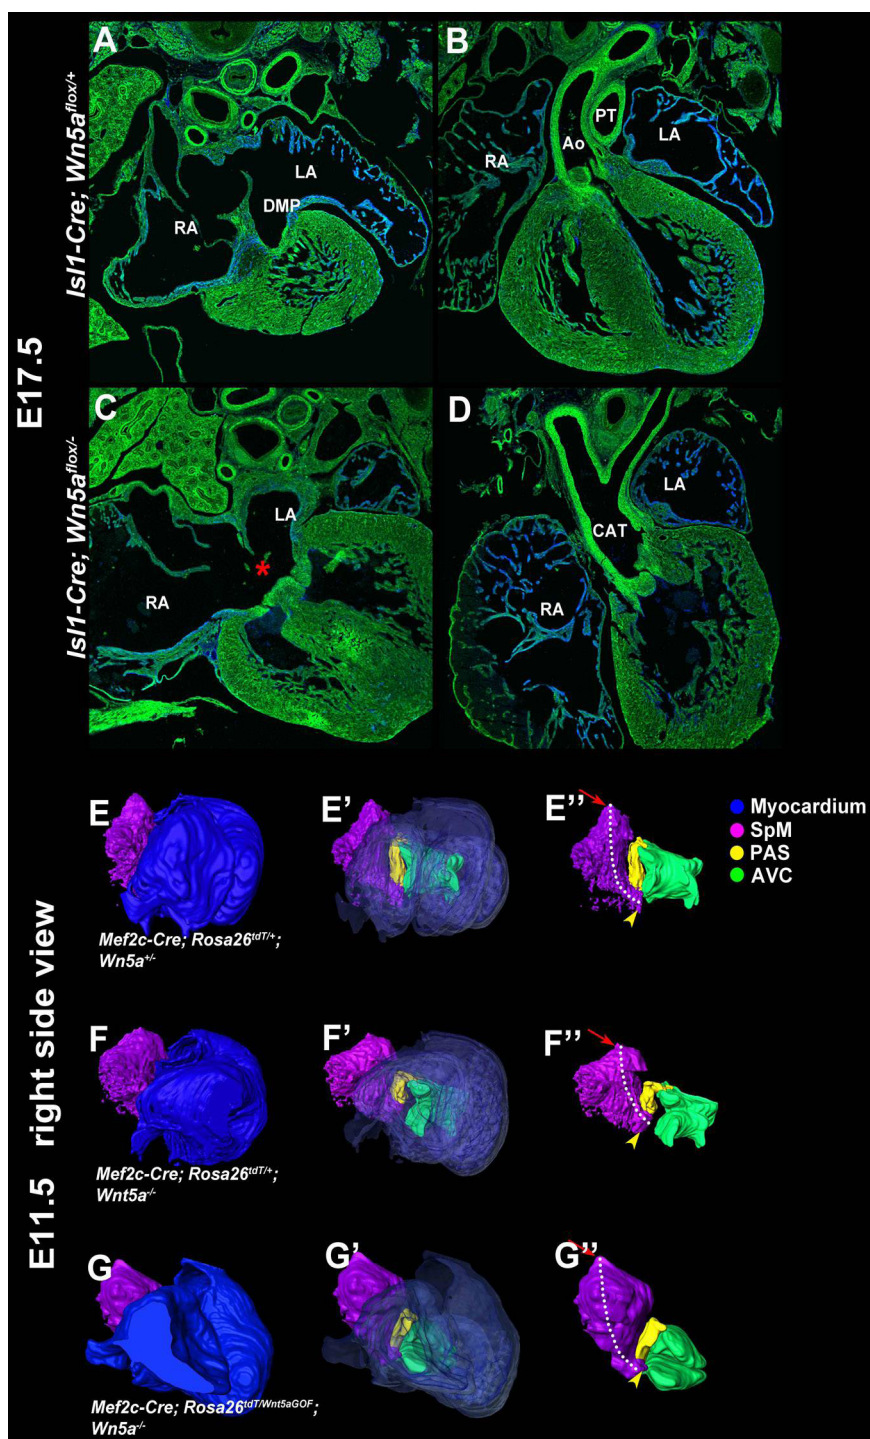 A
B
PT
LA
LA
Ao
RA
DMP
RA
Isl1-Cre; Wn5a^flox/+
E17.5
C
D
LA
LA
CAT
*
RA
RA
Isl1-Cre; Wn5a^flox/-
E
E'
E''
Myocardium
SpM
PAS
AVC
Mef2c-Cre; Rosa26^tdT/+;
Wn5a^+/-
E11.5 right side view
F
F'
F''
Mef2c-Cre; Rosa26^tdT/+;
Wnt5a^-/-
G
G'
G''
Mef2c-Cre; Rosa26^tdT/Wnt5aGOF;
Wn5a^-/-